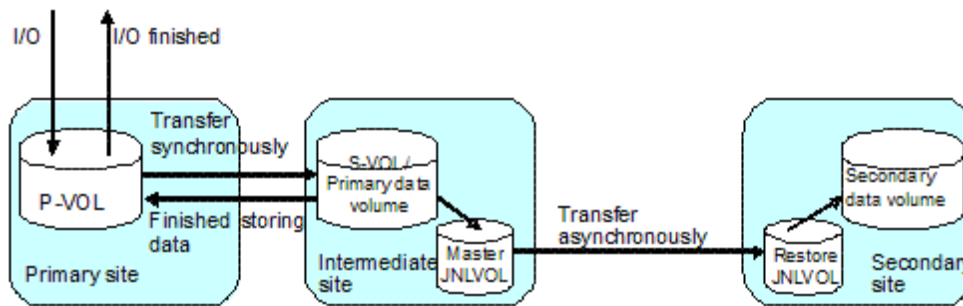 I/O
I/O finished
Transfer
synchronously
P-VOL
Finished storing
data
Primary site
S-VOL/
Primary data
volume
Master
JNLVOL
Intermediate
site
Transfer
asynchronously
Restore
JNLVOL
Secondary
data volume
Secondary
site